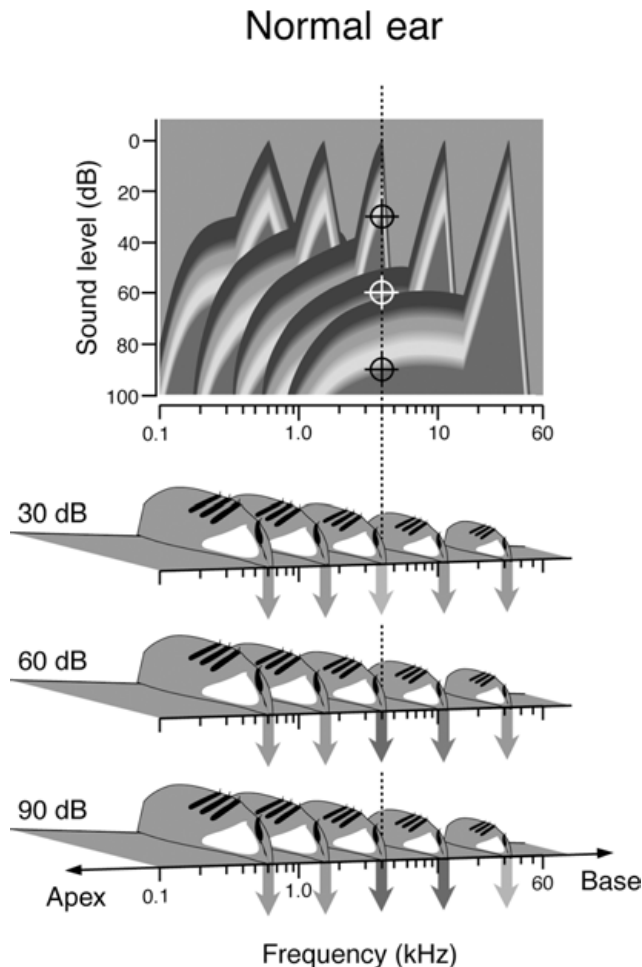 Normal ear
Sound level (dB)
0
20
40
60
80
100
0.1 1.0 10 60
30 dB
60 dB
90 dB
Apex 0.1 1.0 60 Base
Frequency (kHz)